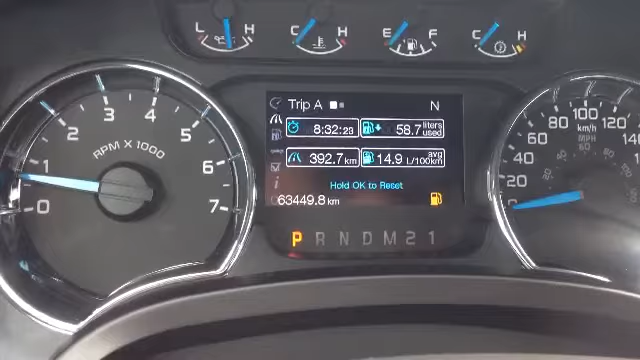 L H C H E F C H
Trip A N
8:32:23 58.7 liters used
392.7 km 14.9 avg L/100km
Hold OK to Reset
63449.8 km
P R N D M 2 1
RPM X 1000
0 1 2 3 4 5 6 7
0 20 40 60 80 100 120 140
km/h
MPH